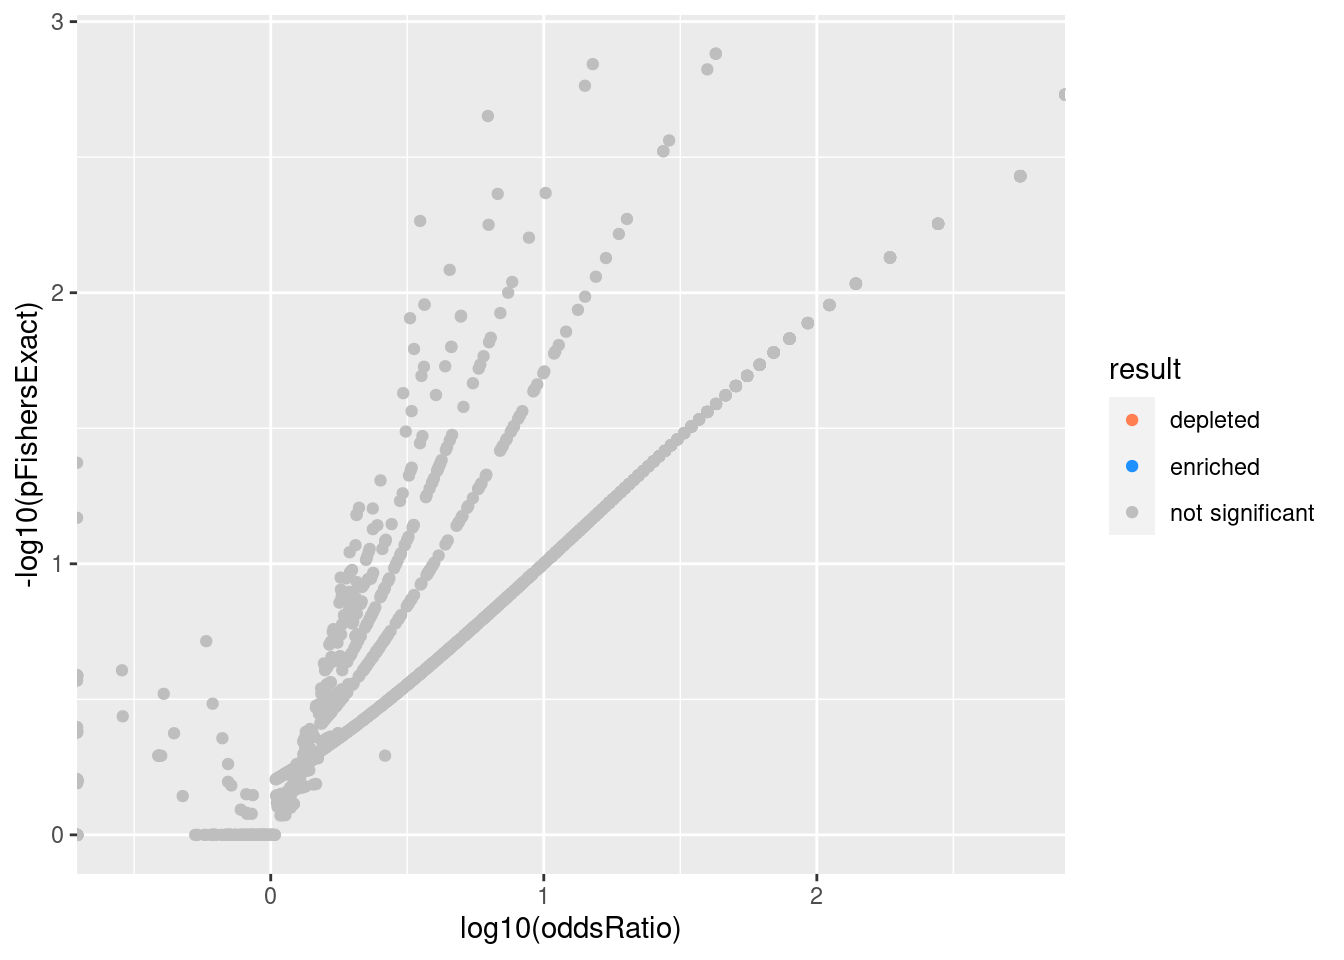 3
2
1
0
-log10(pFishersExact)
0
1
2
log10(oddsRatio)
result
depleted
enriched
not significant